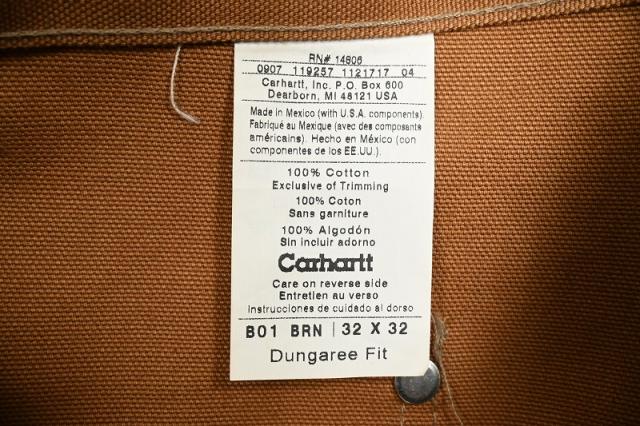 RN# 14806
0907 119257 1121717 04
Carhartt, Inc. P.O. Box 600
Dearborn, MI 48121 USA
Made in Mexico (with U.S.A. components).
Fabriqué au Mexique (avec des composants
américains). Hecho en México (con
componentes de los EE.UU.).
100% Cotton
Exclusive of Trimming
100% Coton
Sans garniture
100% Algodón
Sin incluir adorno
Carhartt
Care on reverse side
Entretien au verso
Instrucciones de cuidado al dorso
B01 BRN | 32 X 32
Dungaree Fit